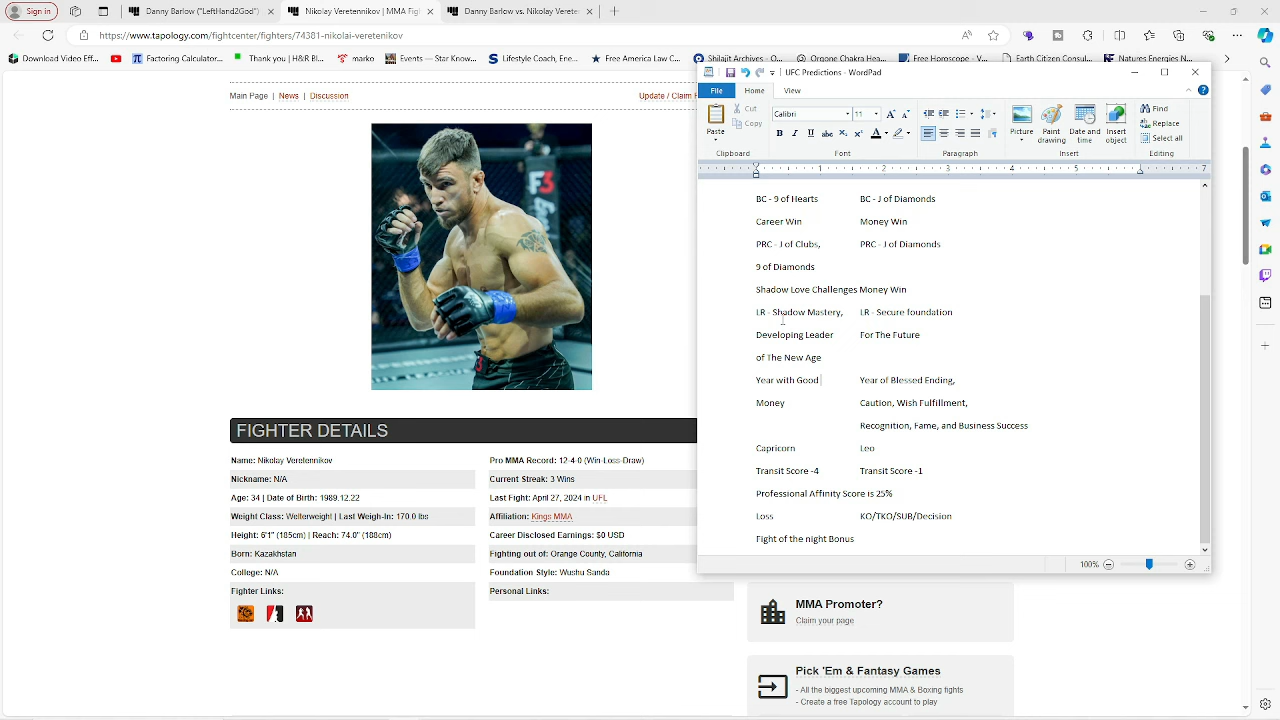 Sign in
Danny Barlow ("LeftHand2God")
Nikolay Veretennikov | MMA Fi
Danny Barlow vs. Nikolay Verete
https://www.tapology.com/fightcenter/fighters/74381-nikolai-veretenikov
Download Video Eff...
Factoring Calculator...
Thank you | H&R Bl...
marko
Events — Star Know...
Lifestyle Coach, Frie...
Free America Law C...
Shilajit Antioxidants - O...
Free Horoscope - V...
Earth Citizen Consul...
Natures Energies N...
Main Page | News | Discussion
Update / Claim
F3
FIGHTER DETAILS
Name: Nikolay Veretennikov
Pro MMA Record: 12-4-0 (Win-Loss-Draw)
Nickname: N/A
Current Streak: 3 Wins
Age: 34 | Date of Birth: 1989.12.22
Last Fight: April 27, 2024 in UFL
Weight Class: Welterweight | Last Weigh-In: 170.0 lbs
Affiliation: Kings MMA
Height: 6'1" (185cm) | Reach: 74.0" (188cm)
Career Disclosed Earnings: $0 USD
Born: Kazakhstan
Fighting out of: Orange County, California
College: N/A
Foundation Style: Wushu Sanda
Fighter Links:
Personal Links:
UFC Predictions - WordPad
File
Home
View
Paste
Cut
Copy
Clipboard
Calibri
11
Font
Paragraph
Picture
Paint drawing
Date and time
Insert object
Insert
Find
Replace
Select all
Editing
1 2 3 4 5 7
BC - 9 of Hearts BC - J of Diamonds
Career Win Money Win
PRC - J of Clubs, PRC - J of Diamonds
9 of Diamonds
Shadow Love Challenges Money Win
LR - Shadow Mastery, LR - Secure foundation
Developing Leader For The Future
of The New Age
Year with Good Year of Blessed Ending,
Money Caution, Wish Fulfillment,
Recognition, Fame, and Business Success
Capricorn Leo
Transit Score -4 Transit Score -1
Professional Affinity Score is 25%
Loss KO/TKO/SUB/Decision
Fight of the night Bonus
100%
MMA Promoter?
Claim your page
Pick 'Em & Fantasy Games
- All the biggest upcoming MMA & Boxing fights
- Create a free Tapology account to play